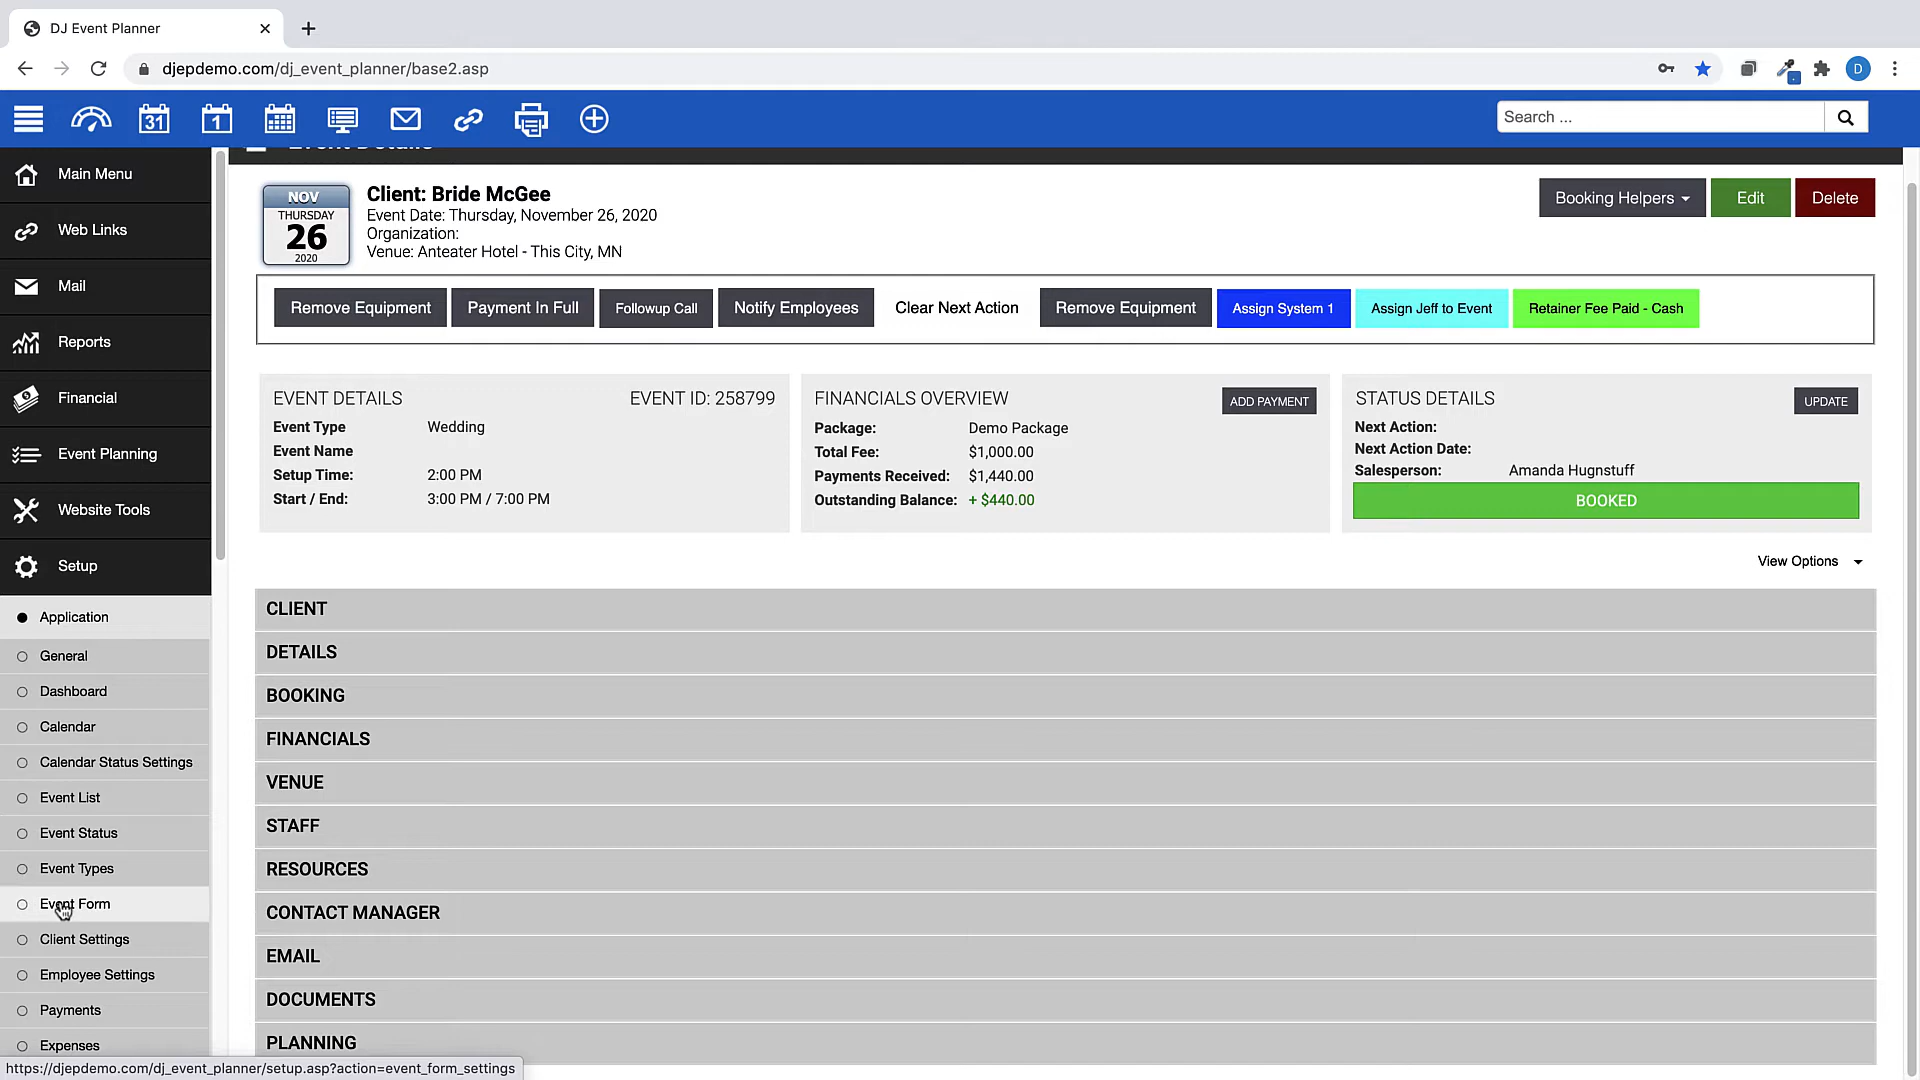 DJ Event Planner
djepdemo.com/dj_event_planner/base2.asp
D
31
1
Search ...
Event Details
Main Menu
Web Links
Mail
Reports
Financial
Event Planning
Website Tools
Setup
Application
General
Dashboard
Calendar
Calendar Status Settings
Event List
Event Status
Event Types
Event Form
Client Settings
Employee Settings
Payments
Expenses
https://djepdemo.com/dj_event_planner/setup.asp?action=event_form_settings
NOV
THURSDAY
26
2020
Client: Bride McGee
Event Date: Thursday, November 26, 2020
Organization:
Venue: Anteater Hotel - This City, MN
Booking Helpers
Edit
Delete
Remove Equipment
Payment In Full
Followup Call
Notify Employees
Clear Next Action
Remove Equipment
Assign System 1
Assign Jeff to Event
Retainer Fee Paid - Cash
EVENT DETAILS EVENT ID: 258799
Event Type Wedding
Event Name
Setup Time: 2:00 PM
Start / End: 3:00 PM / 7:00 PM
FINANCIALS OVERVIEW ADD PAYMENT
Package: Demo Package
Total Fee: $1,000.00
Payments Received: $1,440.00
Outstanding Balance: + $440.00
STATUS DETAILS UPDATE
Next Action:
Next Action Date:
Salesperson: Amanda Hugnstuff
BOOKED
View Options
CLIENT
DETAILS
BOOKING
FINANCIALS
VENUE
STAFF
RESOURCES
CONTACT MANAGER
EMAIL
DOCUMENTS
PLANNING